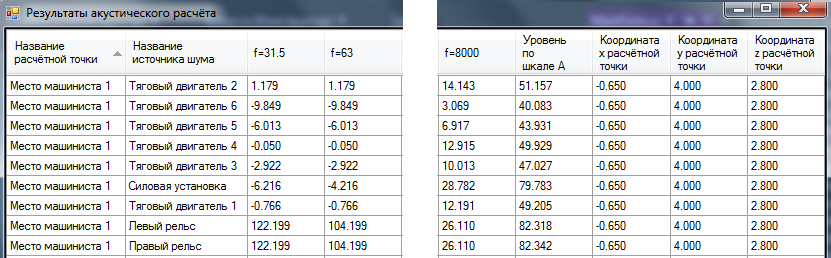 Результаты акустического расчёта
Название расчётной точки Название источника шума f=31.5 f=63 f=8000 Уровень по шкале А Координата x расчётной точки Координата y расчётной точки Координата z расчётной точки
Место машиниста 1 Тяговый двигатель 2 1.179 1.179 14.143 51.157 -0.650 4.000 2.800
Место машиниста 1 Тяговый двигатель 6 -9.849 -9.849 3.069 40.083 -0.650 4.000 2.800
Место машиниста 1 Тяговый двигатель 5 -6.013 -6.013 6.917 43.931 -0.650 4.000 2.800
Место машиниста 1 Тяговый двигатель 4 -0.050 -0.050 12.915 49.929 -0.650 4.000 2.800
Место машиниста 1 Тяговый двигатель 3 -2.922 -2.922 10.013 47.027 -0.650 4.000 2.800
Место машиниста 1 Силовая установка -6.216 -4.216 28.782 79.783 -0.650 4.000 2.800
Место машиниста 1 Тяговый двигатель 1 -0.766 -0.766 12.191 49.205 -0.650 4.000 2.800
Место машиниста 1 Левый рельс 122.199 104.199 26.110 82.318 -0.650 4.000 2.800
Место машиниста 1 Правый рельс 122.199 104.199 26.110 82.342 -0.650 4.000 2.800